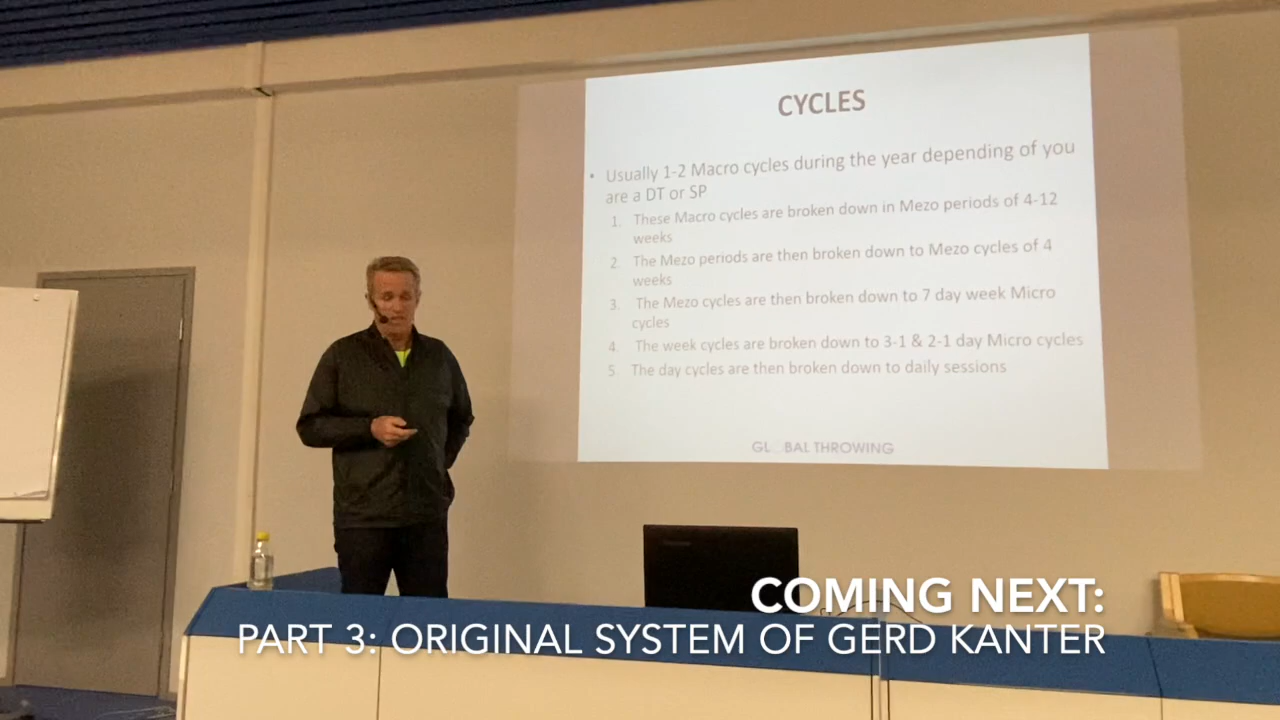 CYCLES
• Usually 1-2 Macro cycles during the year depending of you
are a DT or SP
1. These Macro cycles are broken down in Mezo periods of 4-12
weeks
2. The Mezo periods are then broken down to Mezo cycles of 4
weeks
3. The Mezo cycles are then broken down to 7 day week Micro
cycles
4. The week cycles are broken down to 3-1 & 2-1 day Micro cycles
5. The day cycles are then broken down to daily sessions
GLOBAL THROWING
COMING NEXT:
PART 3: ORIGINAL SYSTEM OF GERD KANTER